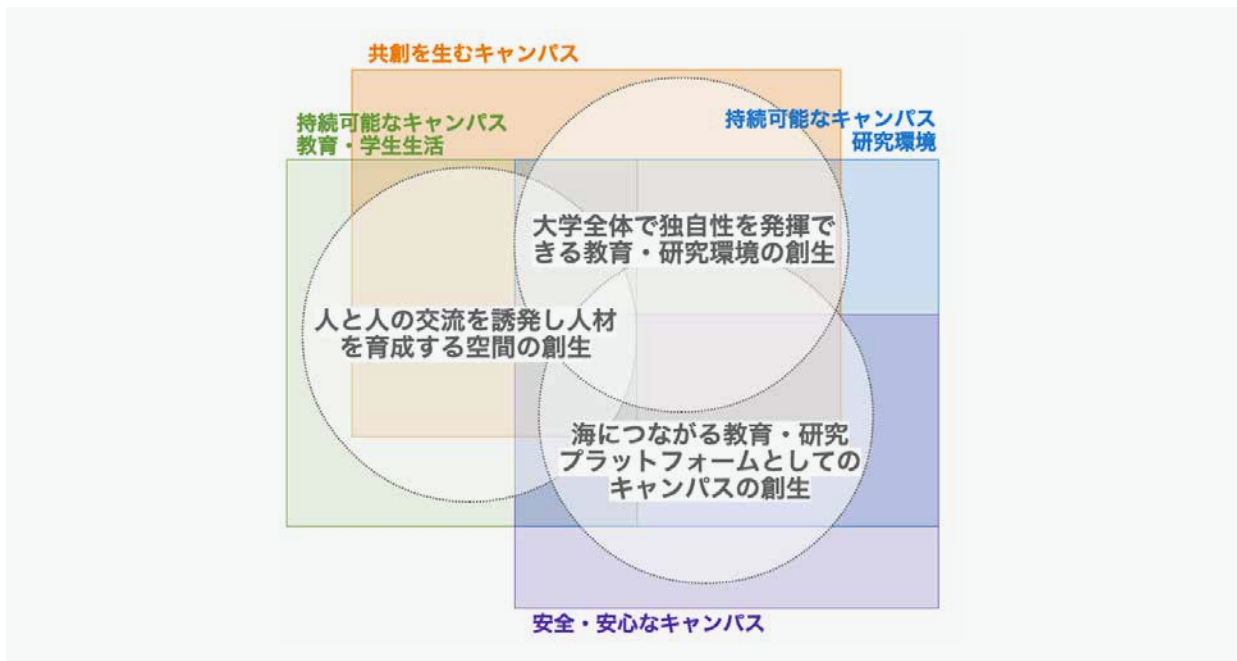 共創を生むキャンパス
持続可能なキャンパス
教育・学生生活
持続可能なキャンパス
研究環境
大学全体で独自性を発揮で
きる教育・研究環境の創生
人と人の交流を誘発し人材
を育成する空間の創生
海につながる教育・研究
プラットフォームとしての
キャンパスの創生
安全・安心なキャンパス